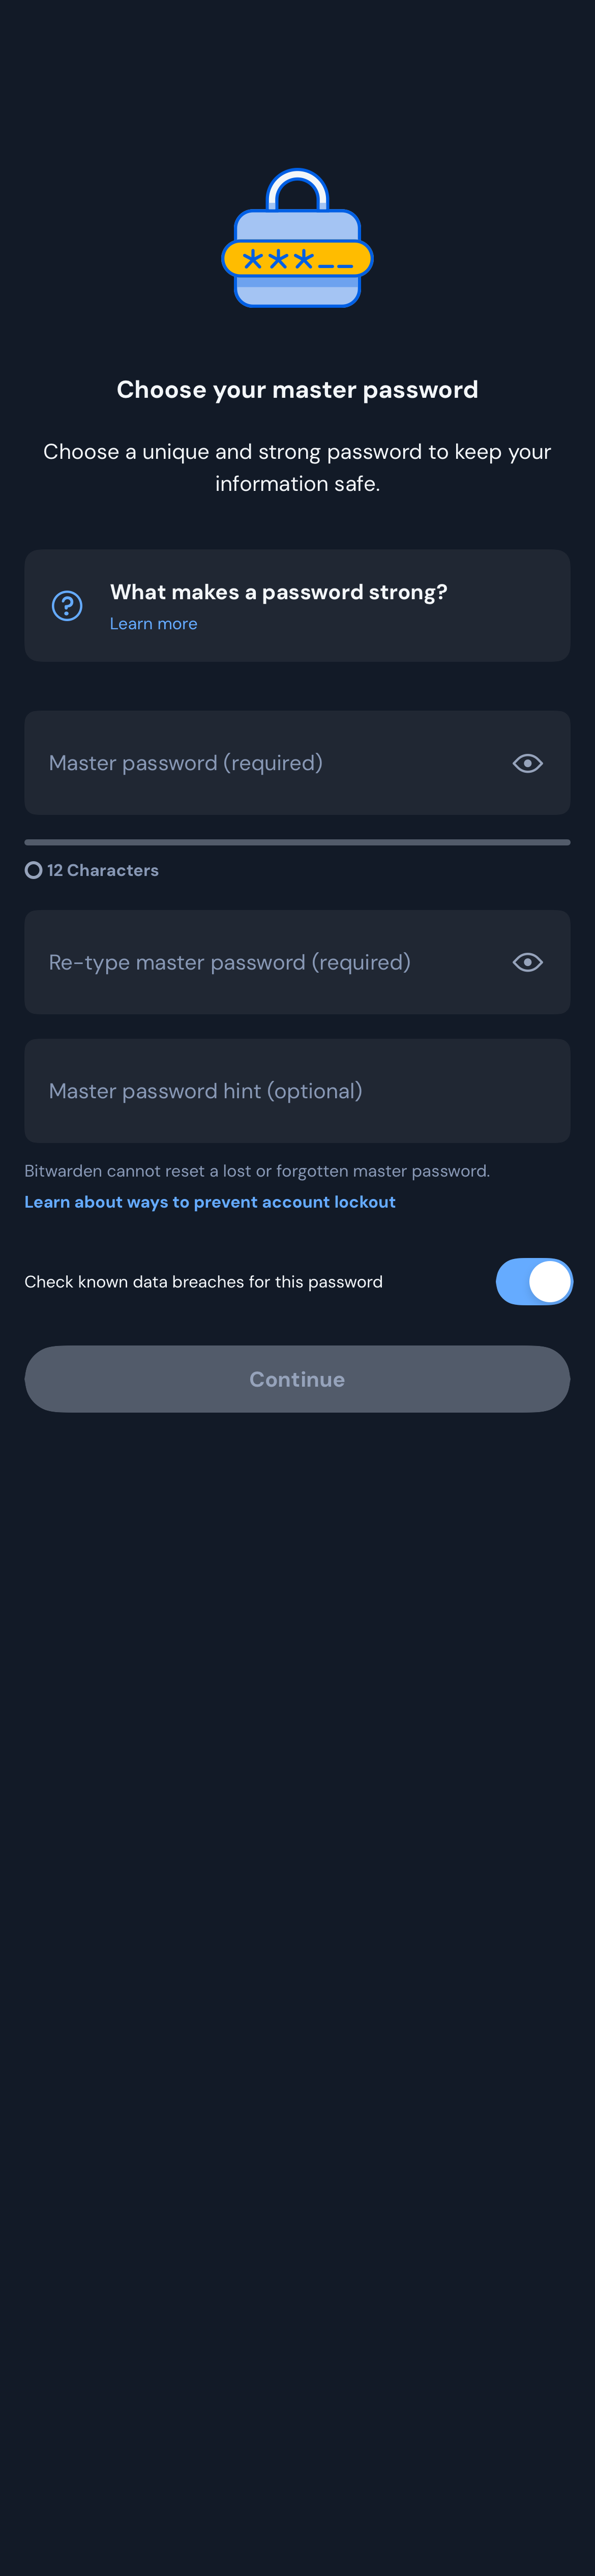 ***__
Choose your master password
Choose a unique and strong password to keep your
information safe.
What makes a password strong?
Learn more
Master password (required)
12 Characters
Re-type master password (required)
Master password hint (optional)
Bitwarden cannot reset a lost or forgotten master password.
Learn about ways to prevent account lockout
Check known data breaches for this password
Continue